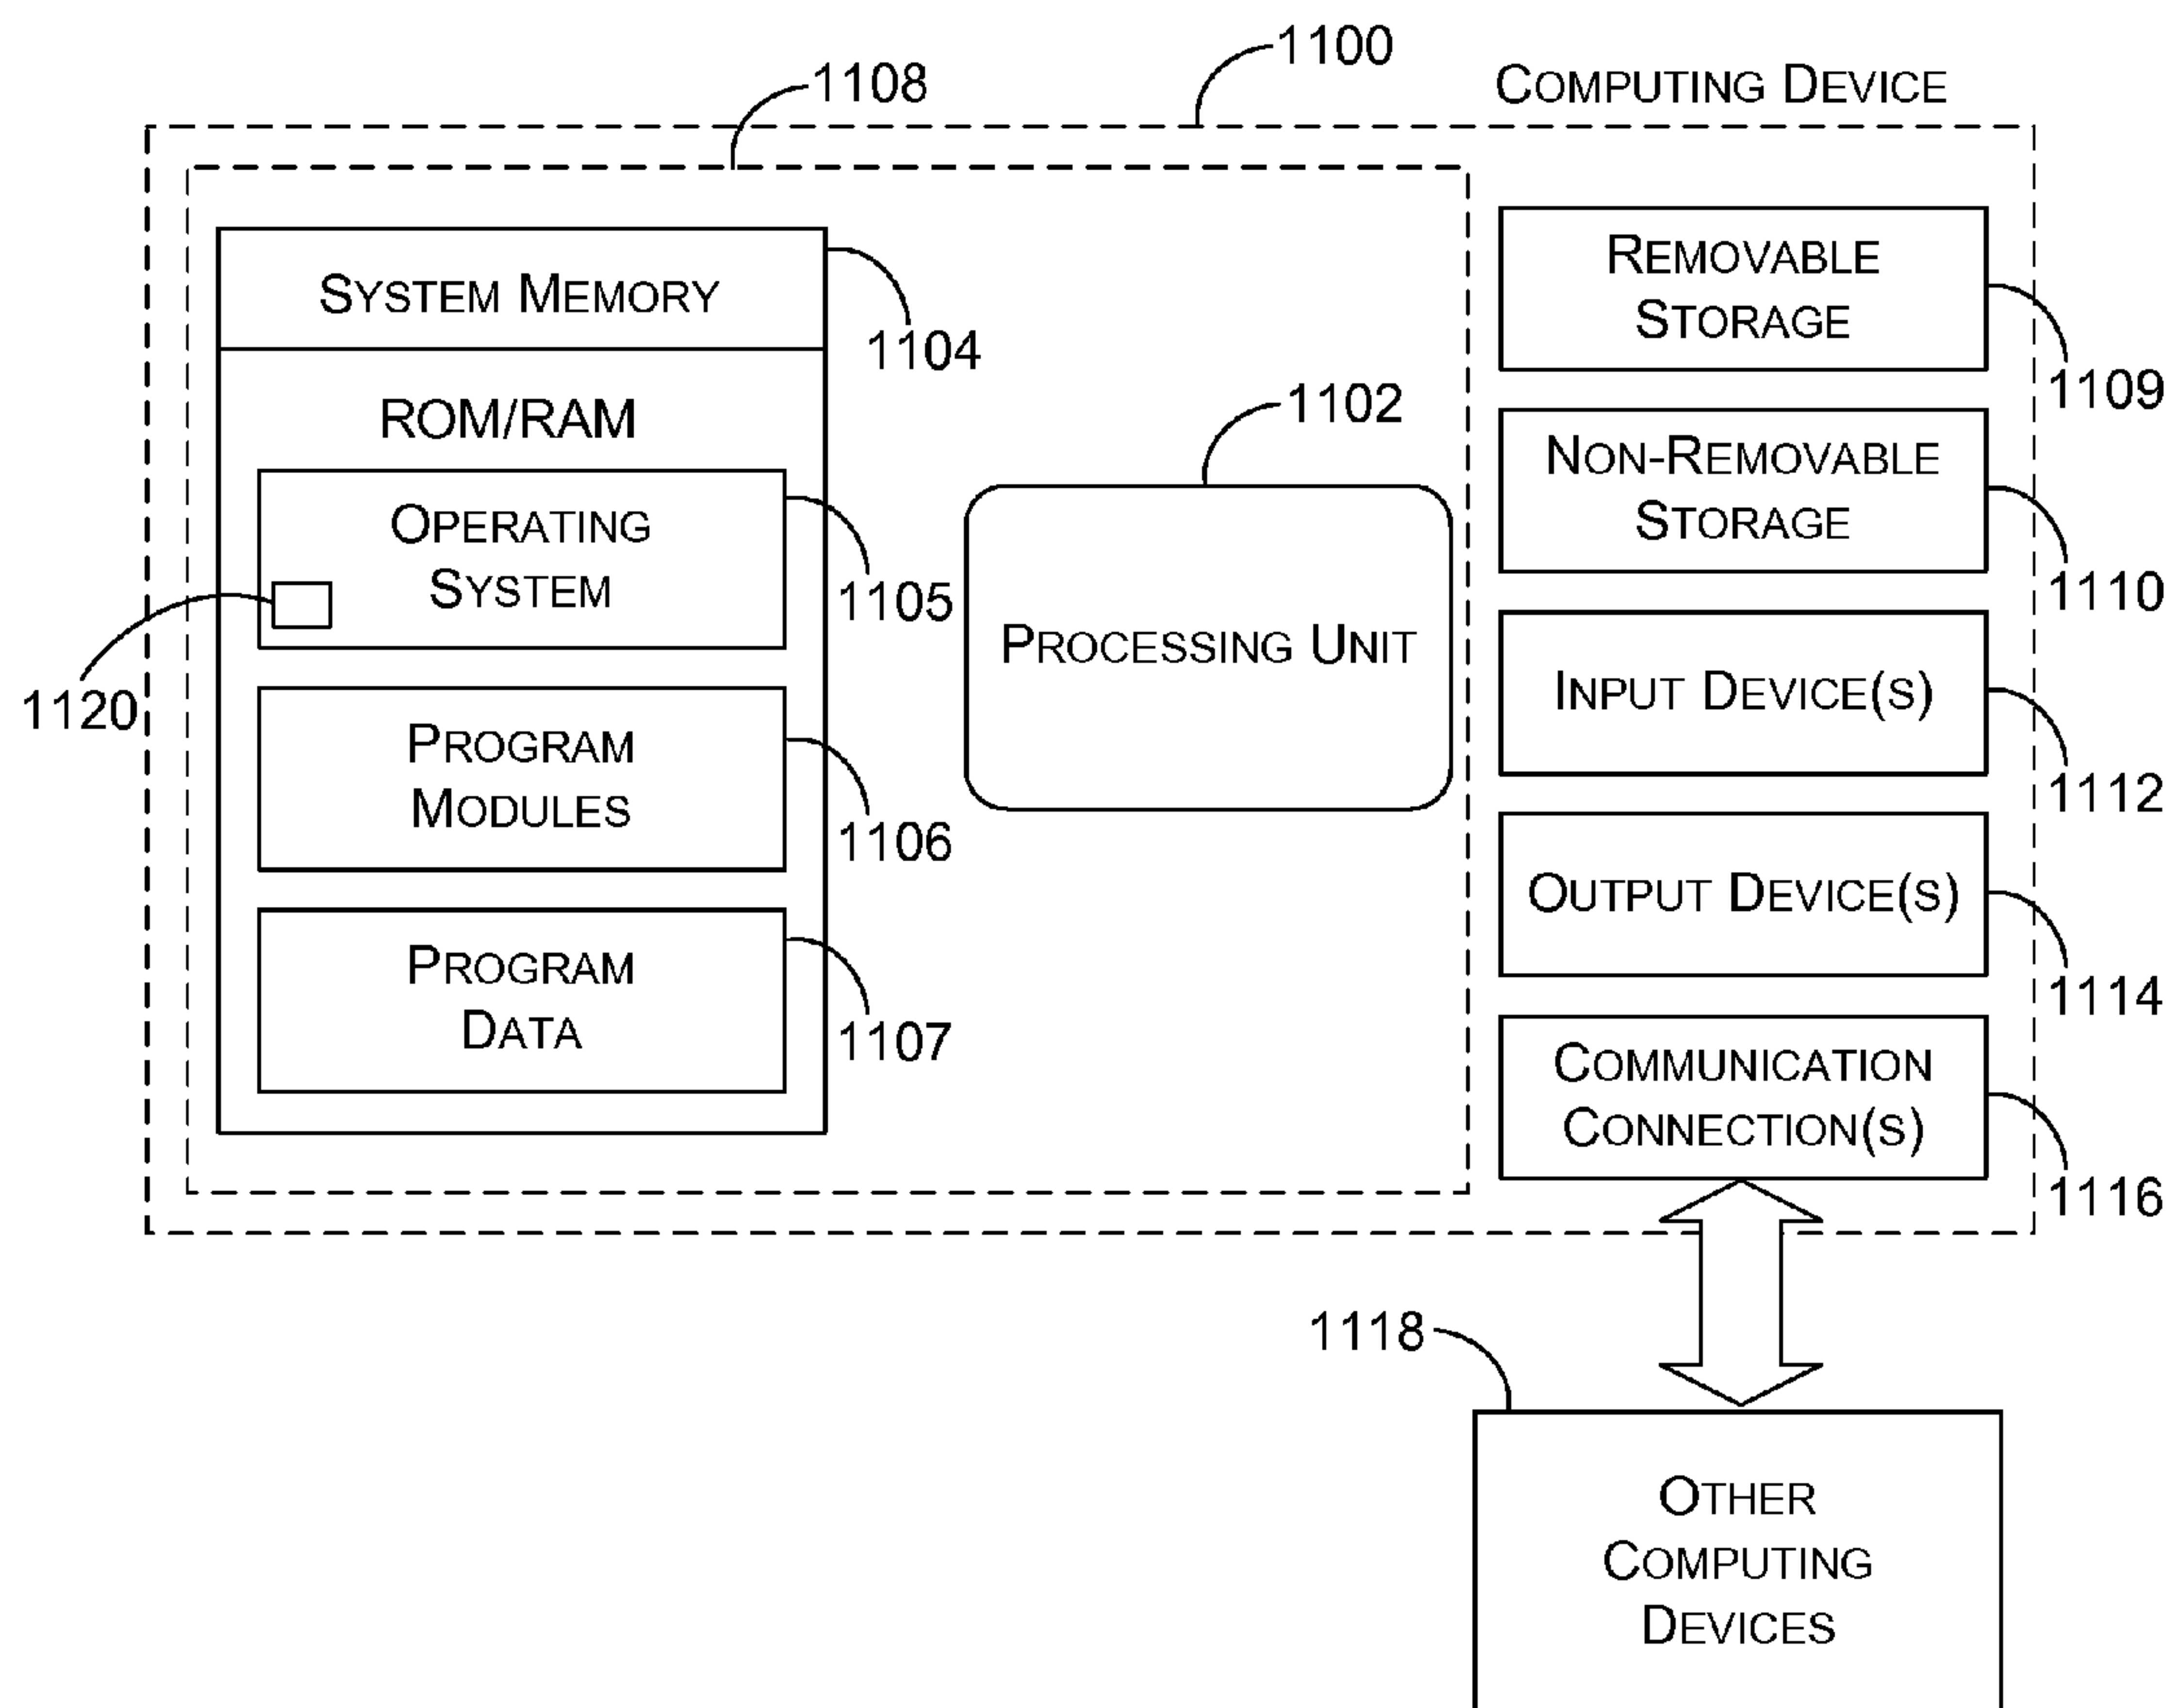 1100
COMPUTING DEVICE
1108
SYSTEM MEMORY
1104
ROM/RAM
OPERATING
SYSTEM
1105
1120
PROGRAM
MODULES
1106
PROGRAM
DATA
1107
1102
PROCESSING UNIT
REMOVABLE
STORAGE
1109
NON-REMOVABLE
STORAGE
1110
INPUT DEVICE(S)
1112
OUTPUT DEVICE(S)
1114
COMMUNICATION
CONNECTION(S)
1116
1118
OTHER
COMPUTING
DEVICES